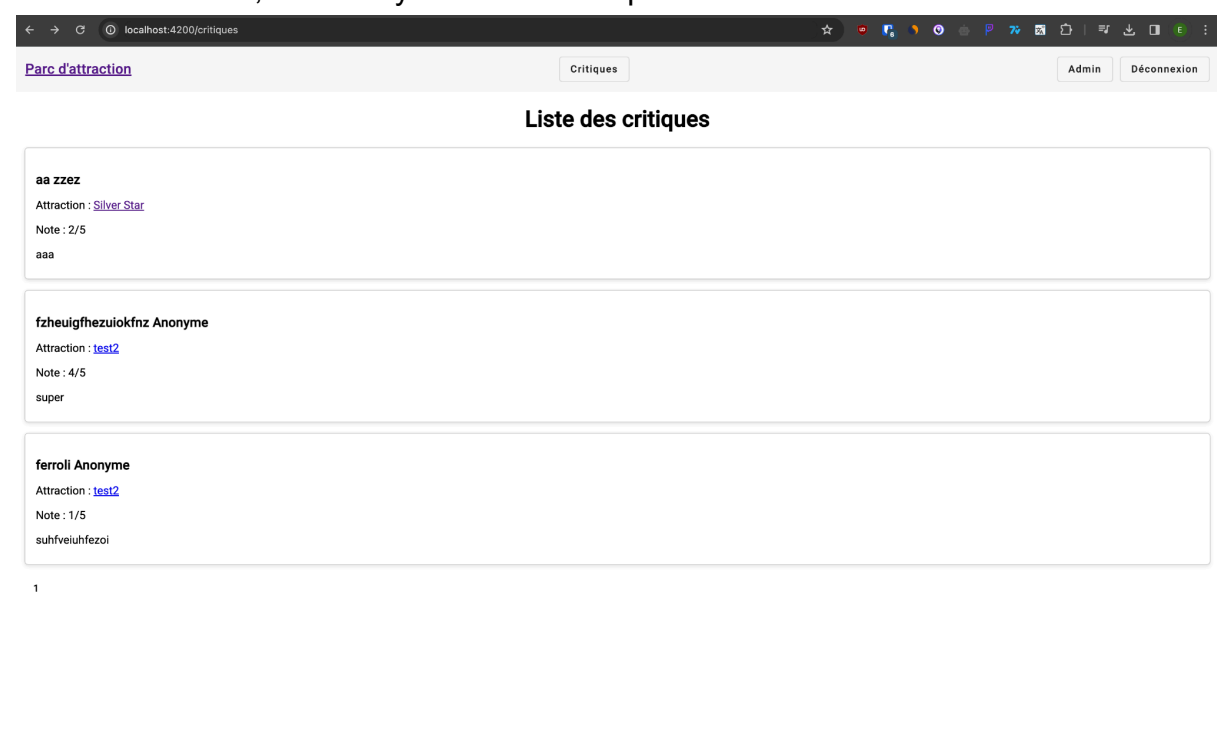 localhost:4200/critiques
Parc d'attraction
Critiques
Admin
Déconnexion
Liste des critiques
aa zzez
Attraction : Silver Star
Note : 2/5
aaa
fzheuigfhezuiokfnz Anonyme
Attraction : test2
Note : 4/5
super
ferroli Anonyme
Attraction : test2
Note : 1/5
suhfveiuhfezoi
1